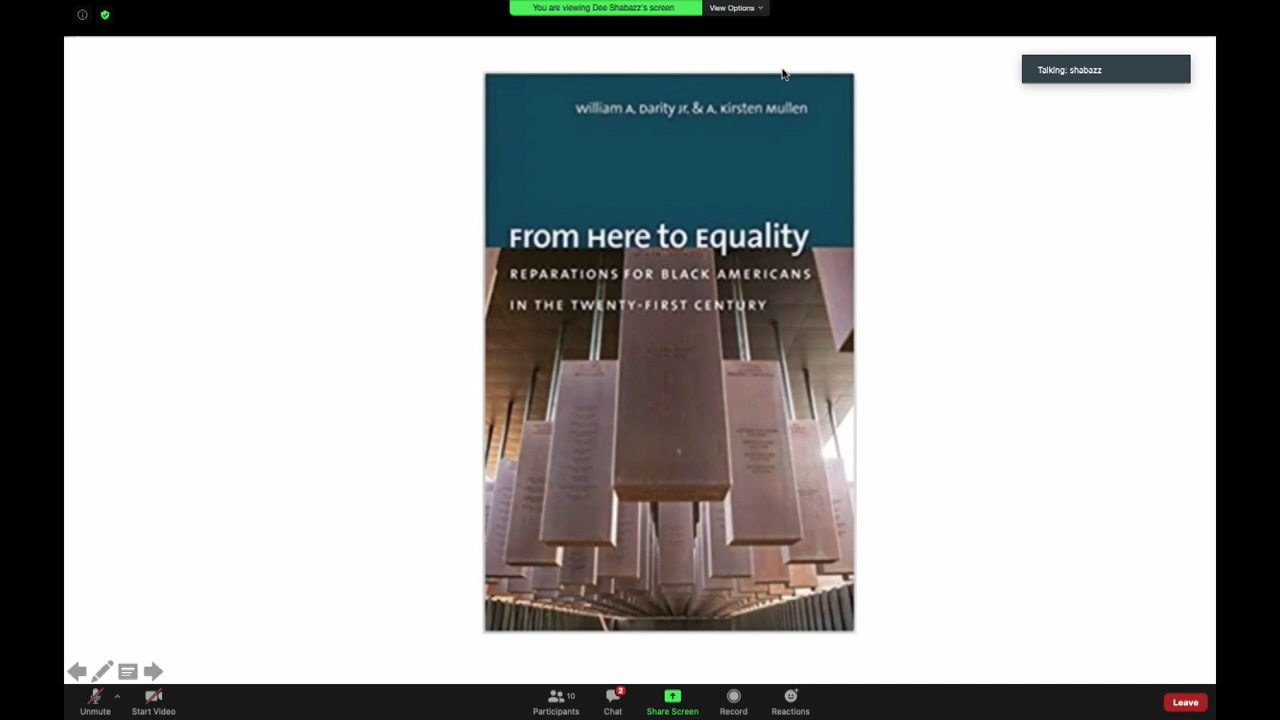 You are viewing Dee Shabazz's screen
View Options
Talking: shabazz
William A. Darity Jr. & A. Kirsten Mullen
From Here to Equality
REPARATIONS FOR BLACK AMERICANS
IN THE TWENTY-FIRST CENTURY
Unmute
Start Video
Participants
10
Chat
2
Share Screen
Record
Reactions
Leave